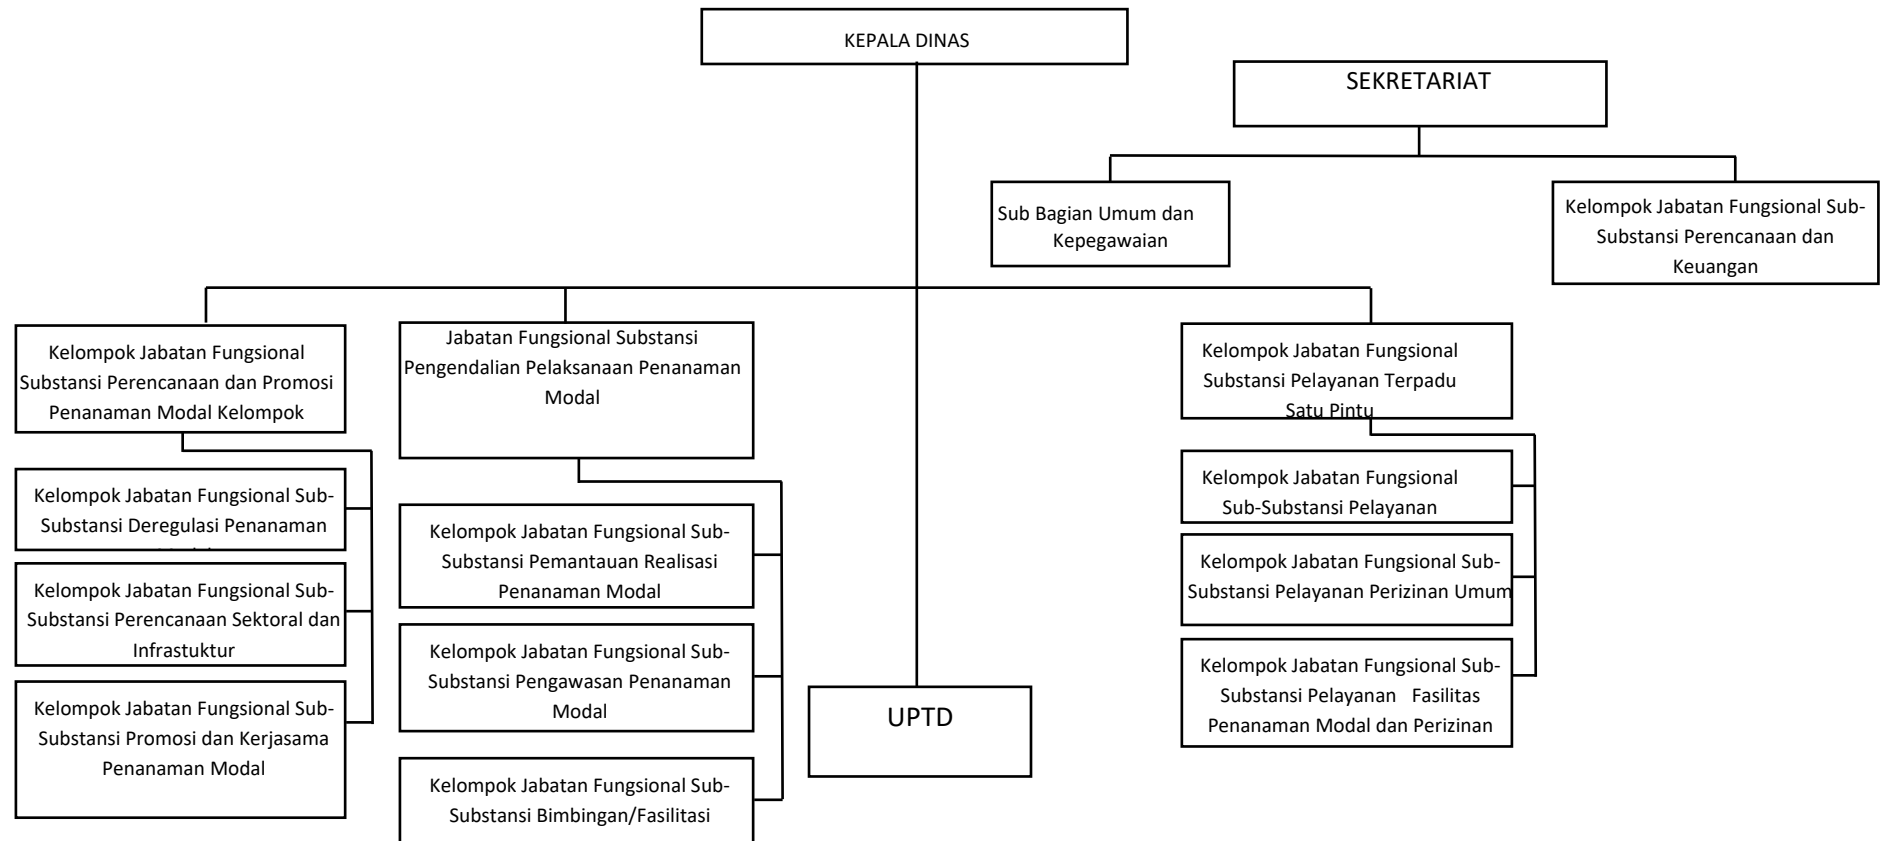 KEPALA DINAS
SEKRETARIAT
Sub Bagian Umum dan
Kepegawaian
Kelompok Jabatan Fungsional Sub-
Substansi Perencanaan dan
Keuangan
Kelompok Jabatan Fungsional
Substansi Perencanaan dan Promosi
Penanaman Modal Kelompok
Jabatan Fungsional Substansi
Pengendalian Pelaksanaan Penanaman
Modal
Kelompok Jabatan Fungsional
Substansi Pelayanan Terpadu
Satu Pintu
Kelompok Jabatan Fungsional Sub-
Substansi Deregulasi Penanaman
Kelompok Jabatan Fungsional Sub-
Substansi Perencanaan Sektoral dan
Infrastuktur
Kelompok Jabatan Fungsional Sub-
Substansi Promosi dan Kerjasama
Penanaman Modal
Kelompok Jabatan Fungsional Sub-
Substansi Pemantauan Realisasi
Penanaman Modal
Kelompok Jabatan Fungsional Sub-
Substansi Pengawasan Penanaman
Modal
Kelompok Jabatan Fungsional Sub-
Substansi Bimbingan/Fasilitasi
UPTD
Kelompok Jabatan Fungsional
Sub-Substansi Pelayanan
Kelompok Jabatan Fungsional Sub-
Substansi Pelayanan Perizinan Umum
Kelompok Jabatan Fungsional Sub-
Substansi Pelayanan Fasilitas
Penanaman Modal dan Perizinan